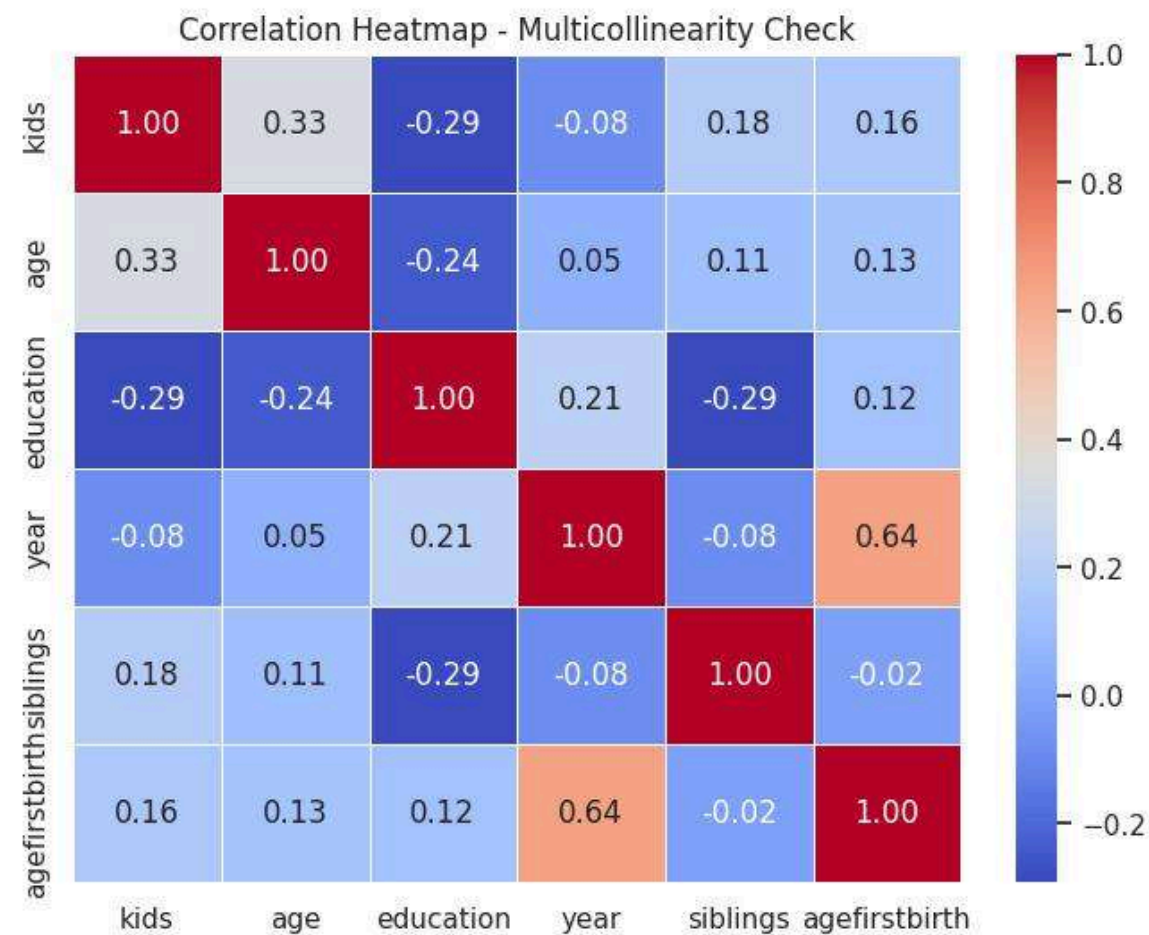 Correlation Heatmap - Multicollinearity Check
kids 1.00 0.33 -0.29 -0.08 0.18 0.16
age 0.33 1.00 -0.24 0.05 0.11 0.13
education -0.29 -0.24 1.00 0.21 -0.29 0.12
year -0.08 0.05 0.21 1.00 -0.08 0.64
siblings 0.18 0.11 -0.29 -0.08 1.00 -0.02
agefirstbirth 0.16 0.13 0.12 0.64 -0.02 1.00
kids age education year siblings agefirstbirth
1.0
0.8
0.6
0.4
0.2
0.0
−0.2